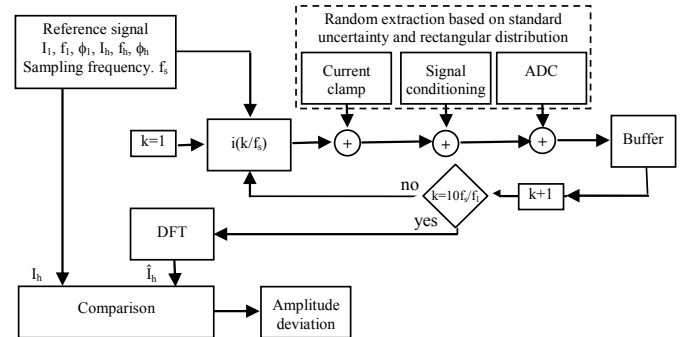 Reference signal
I₁, f₁, ϕ₁, Iₕ, fₕ, ϕₕ
Sampling frequency. fₛ
Random extraction based on standard
uncertainty and rectangular distribution
Current
clamp
Signal
conditioning
ADC
k=1
i(k/fₛ)
+
+
+
Buffer
no
k=10fₛ/f₁
k+1
yes
DFT
Iₕ
Îₕ
Comparison
Amplitude
deviation